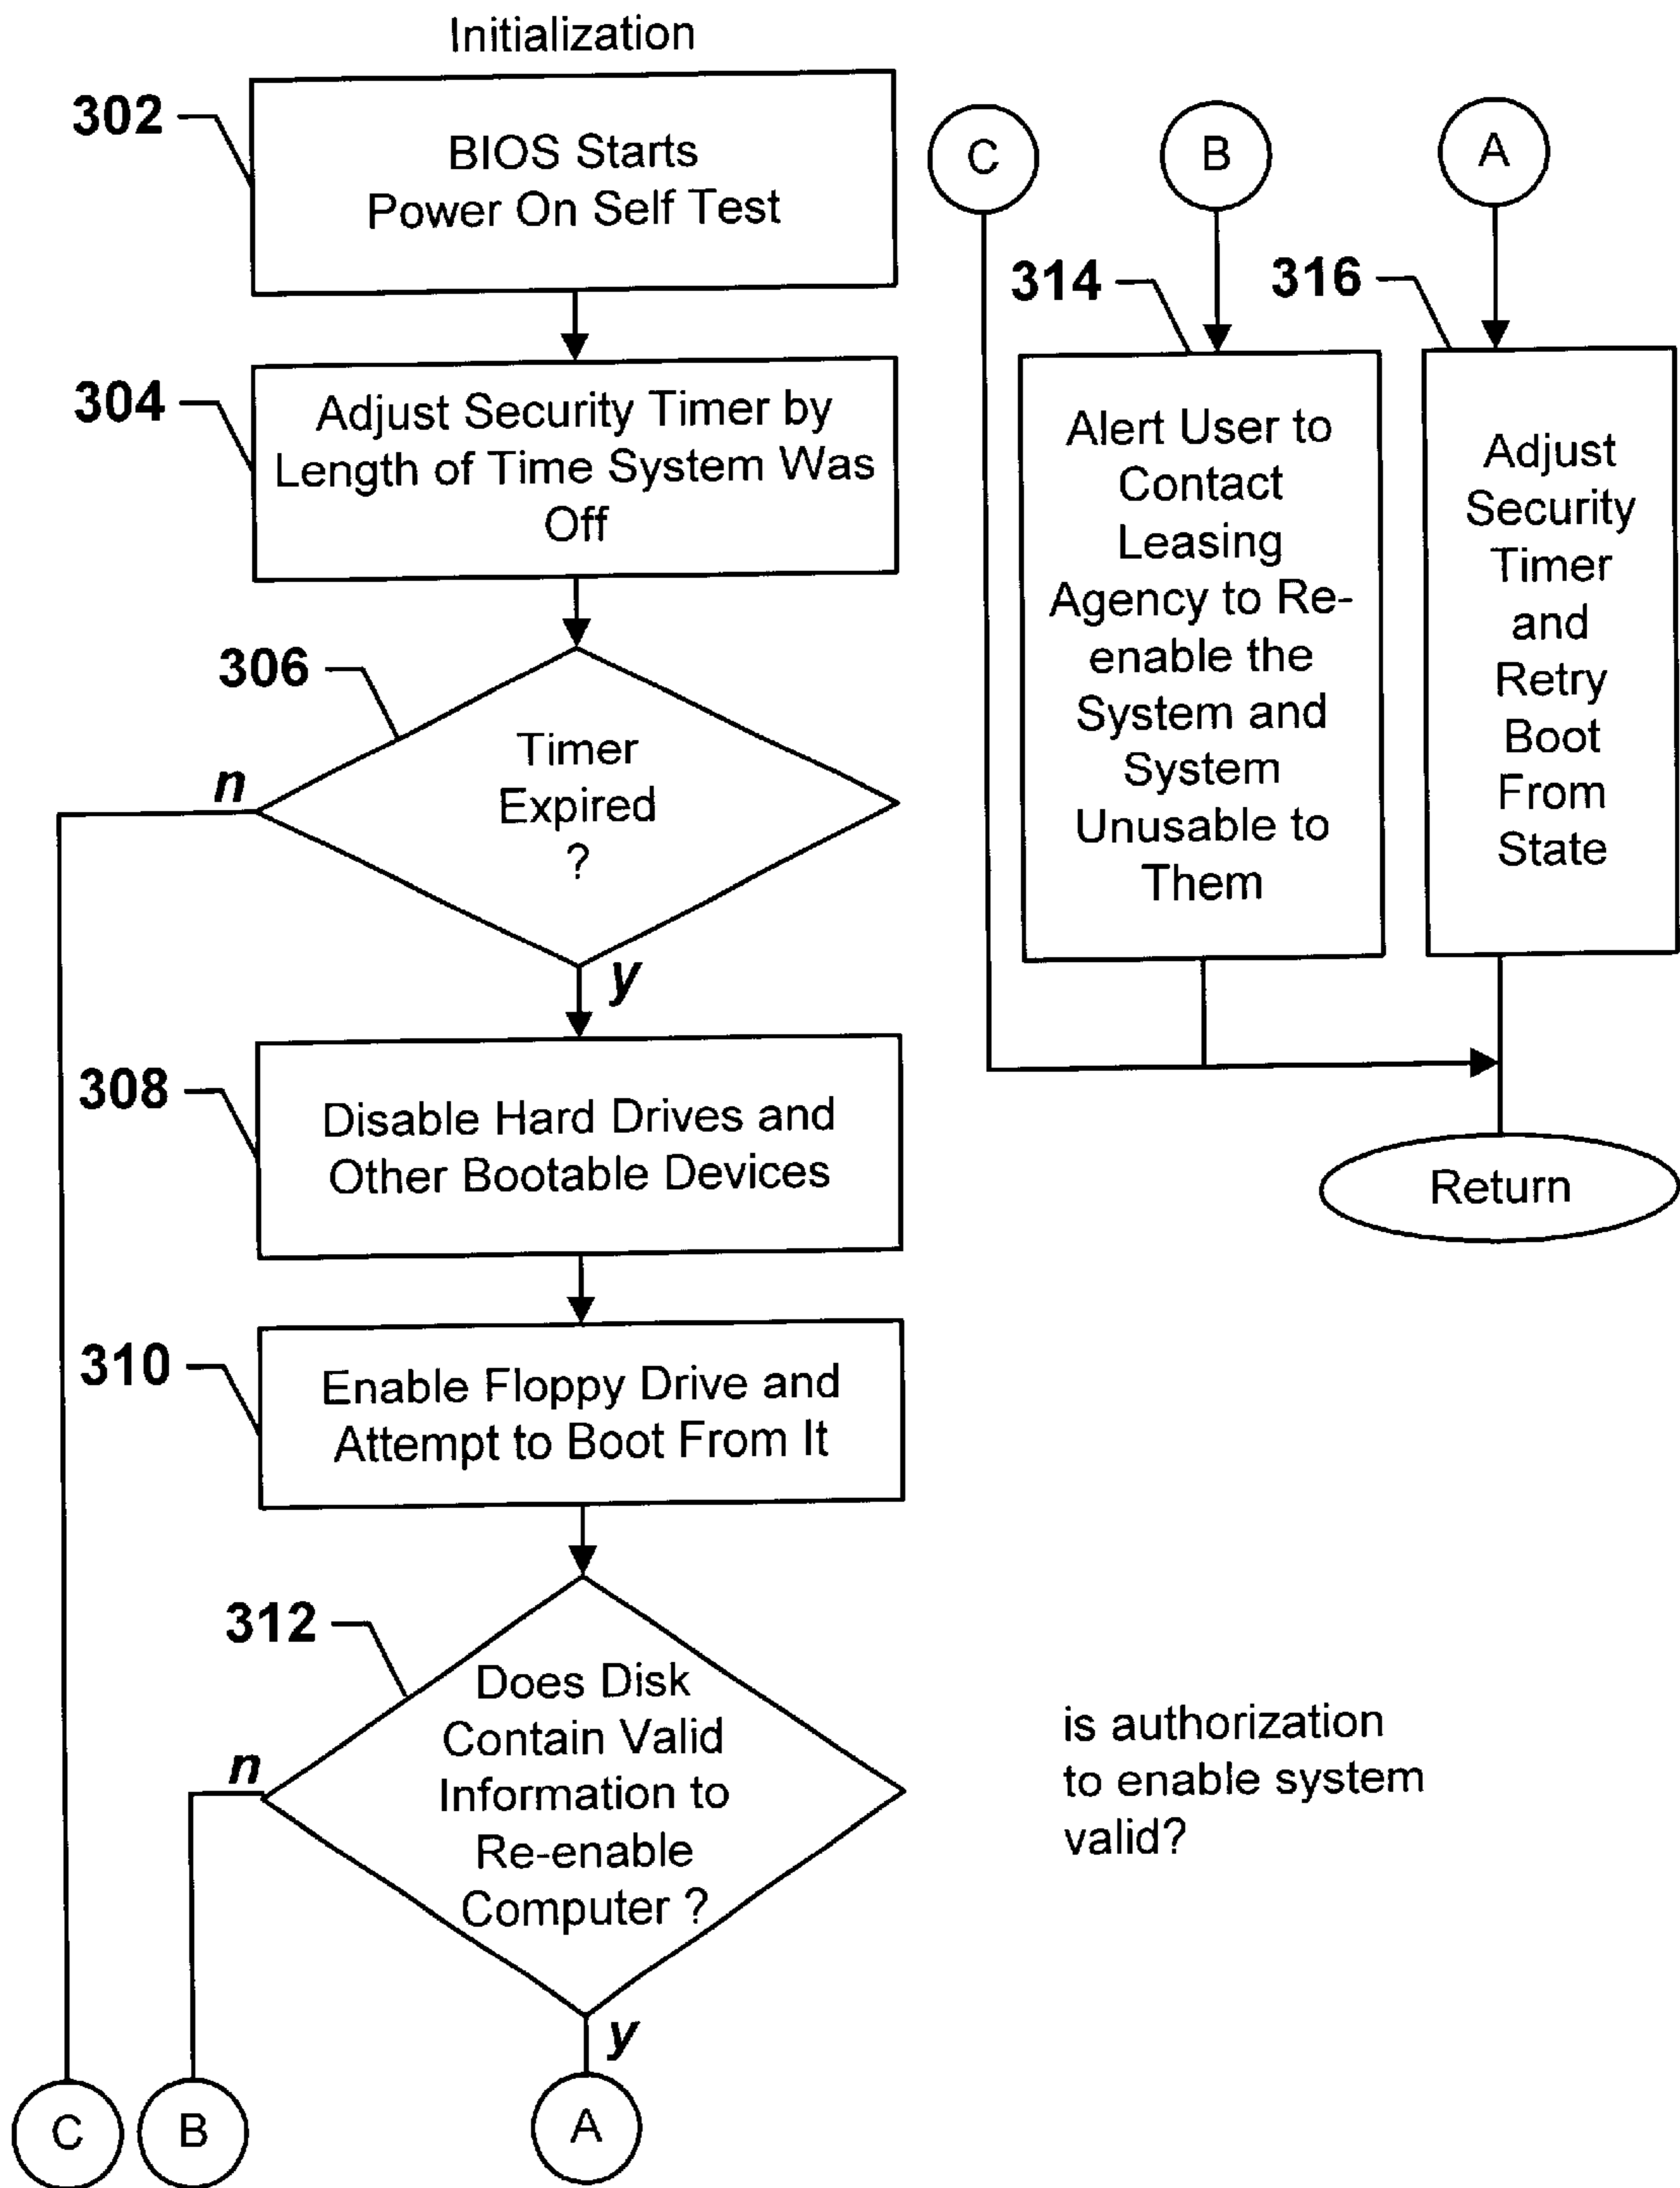 Initialization
302
BIOS Starts
Power On Self Test
304
Adjust Security Timer by
Length of Time System Was
Off
306
Timer
Expired
?
n
y
308
Disable Hard Drives and
Other Bootable Devices
310
Enable Floppy Drive and
Attempt to Boot From It
312
Does Disk
Contain Valid
Information to
Re-enable
Computer ?
n
y
C
B
A
C
B
A
314
Alert User to
Contact
Leasing
Agency to Re-
enable the
System and
System
Unusable to
Them
316
Adjust
Security
Timer
and
Retry
Boot
From
State
Return
is authorization
to enable system
valid?